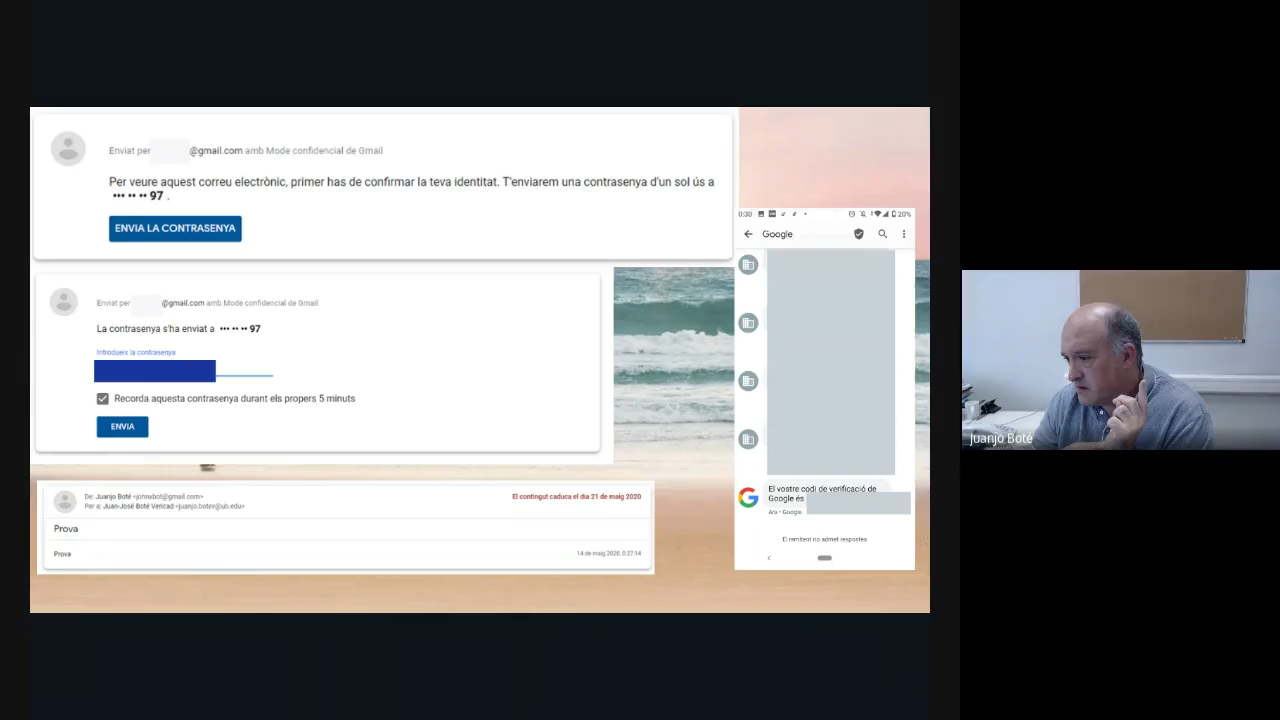 Enviat per @gmail.com amb Mode confidencial de Gmail
Per veure aquest correu electrònic, primer has de confirmar la teva identitat. T'enviarem una contrasenya d'un sol ús a
••• •• •• 97 .
ENVIA LA CONTRASENYA
Enviat per @gmail.com amb Mode confidencial de Gmail
La contrasenya s'ha enviat a ••• •• •• 97
Introdueix la contrasenya
Recorda aquesta contrasenya durant els propers 5 minuts
ENVIA
De: Juanjo Boté <johnxbot@gmail.com>
El contingut caduca el dia 21 de maig 2020
Per a: Juan-José Boté Vericad <juanjo.botev@ub.edu>
Prova
Prova
14 de maig 2020, 0:27:14
0:30
20%
Google
El vostre codi de verificació de
Google és
Ara • Google
El remitent no admet respostes
Juanjo Boté